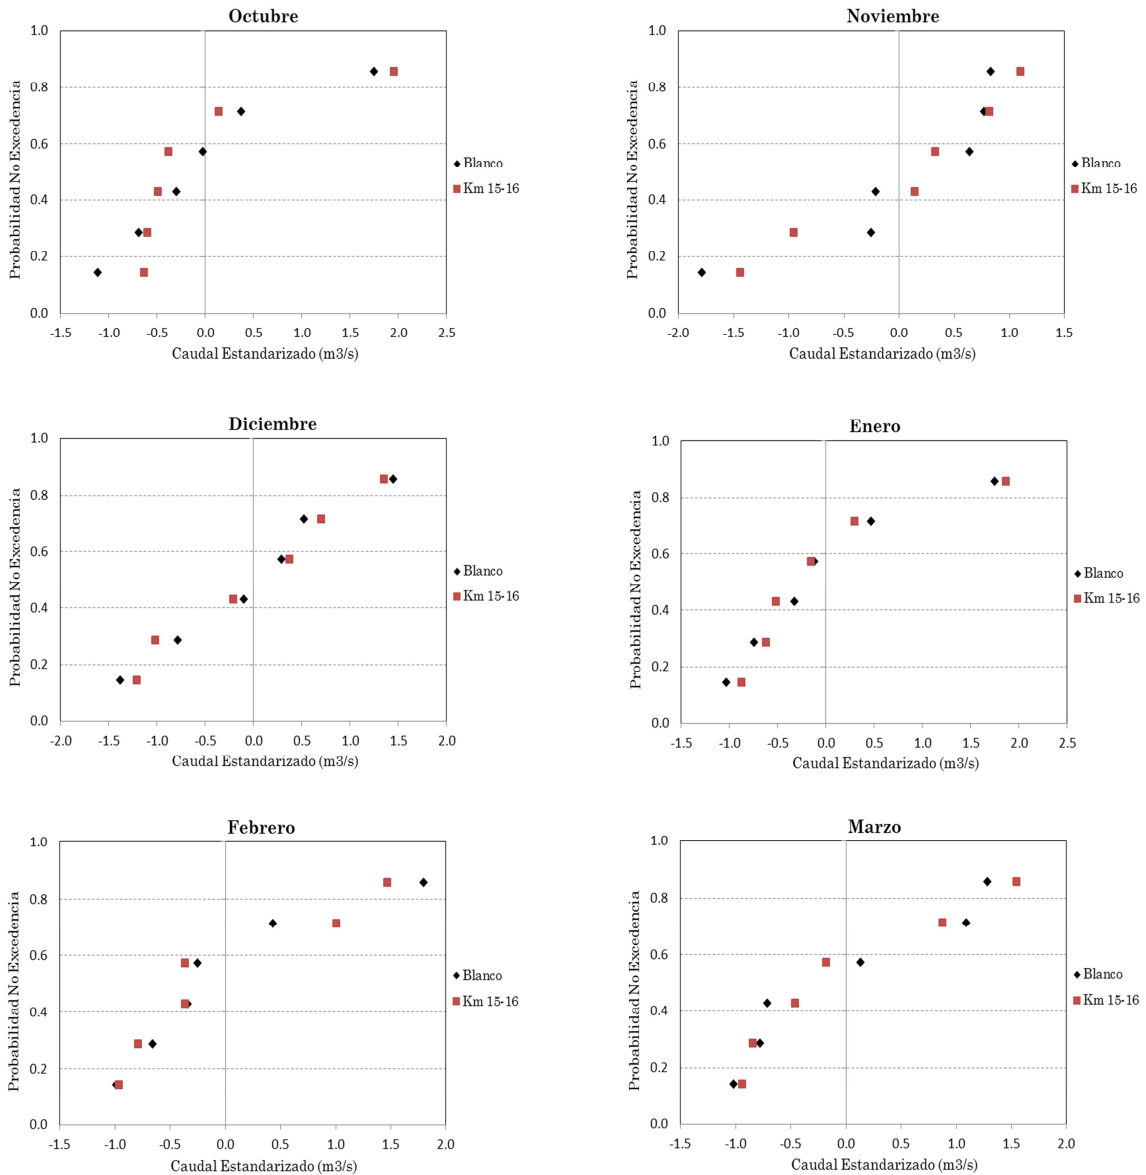 Octubre
Probabilidad No Excedencia
1.0
0.8
0.6
0.4
0.2
0.0
-1.5 -1.0 -0.5 0.0 0.5 1.0 1.5 2.0 2.5
Caudal Estandarizado (m3/s)
Blanco
Km 15-16
Noviembre
Probabilidad No Excedencia
1.0
0.8
0.6
0.4
0.2
0.0
-2.0 -1.5 -1.0 -0.5 0.0 0.5 1.0 1.5
Caudal Estandarizado (m3/s)
Blanco
Km 15-16
Diciembre
Probabilidad No Excedencia
1.0
0.8
0.6
0.4
0.2
0.0
-2.0 -1.5 -1.0 -0.5 0.0 0.5 1.0 1.5 2.0
Caudal Estandarizado (m3/s)
Blanco
Km 15-16
Enero
Probabilidad No Excedencia
1.0
0.8
0.6
0.4
0.2
0.0
-1.5 -1.0 -0.5 0.0 0.5 1.0 1.5 2.0 2.5
Caudal Estandarizado (m3/s)
Blanco
Km 15-16
Febrero
Probabilidad No Excedencia
1.0
0.8
0.6
0.4
0.2
0.0
-1.5 -1.0 -0.5 0.0 0.5 1.0 1.5 2.0
Caudal Estandarizado (m3/s)
Blanco
Km 15-16
Marzo
Probabilidad No Excedencia
1.0
0.8
0.6
0.4
0.2
0.0
-1.5 -1.0 -0.5 0.0 0.5 1.0 1.5 2.0
Caudal Estandarizado (m3/s)
Blanco
Km 15-16